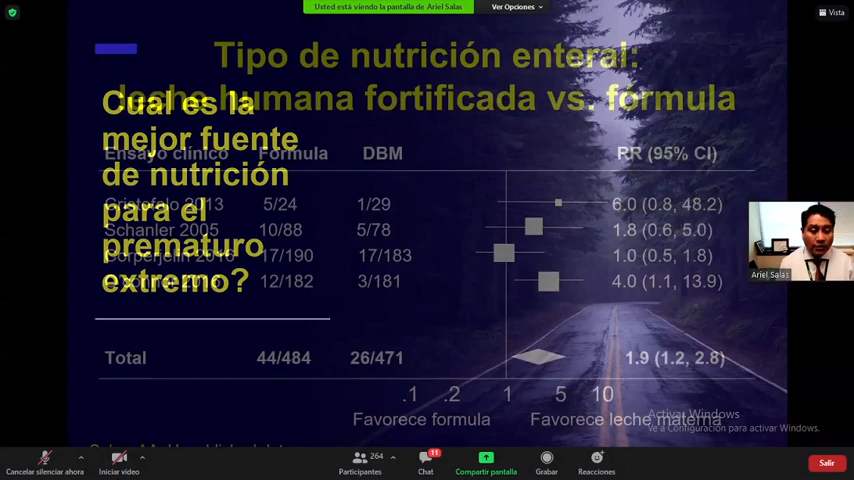 Usted está viendo la pantalla de Ariel Salas
Ver Opciones
Vista
Tipo de nutrición enteral:
leche humana fortificada vs. fórmula
Cual es la
mejor fuente
de nutrición
para el
prematuro
extremo?
Ensayo clínico Fórmula DBM RR (95% CI)
Cristofalo 2013 5/24 1/29 6.0 (0.8, 48.2)
Schanler 2005 10/88 5/78 1.8 (0.6, 5.0)
17/190 17/183 1.0 (0.5, 1.8)
12/182 3/181 4.0 (1.1, 13.9)
Total 44/484 26/471 1.9 (1.2, 2.8)
.1 .2 1 5 10
Favorece formula Favorece leche materna
Activar Windows
Ve a Configuración para activar Windows.
Ariel Salas
Cancelar silenciar ahora
Iniciar video
264
Participantes
11
Chat
Compartir pantalla
Grabar
Reacciones
Salir